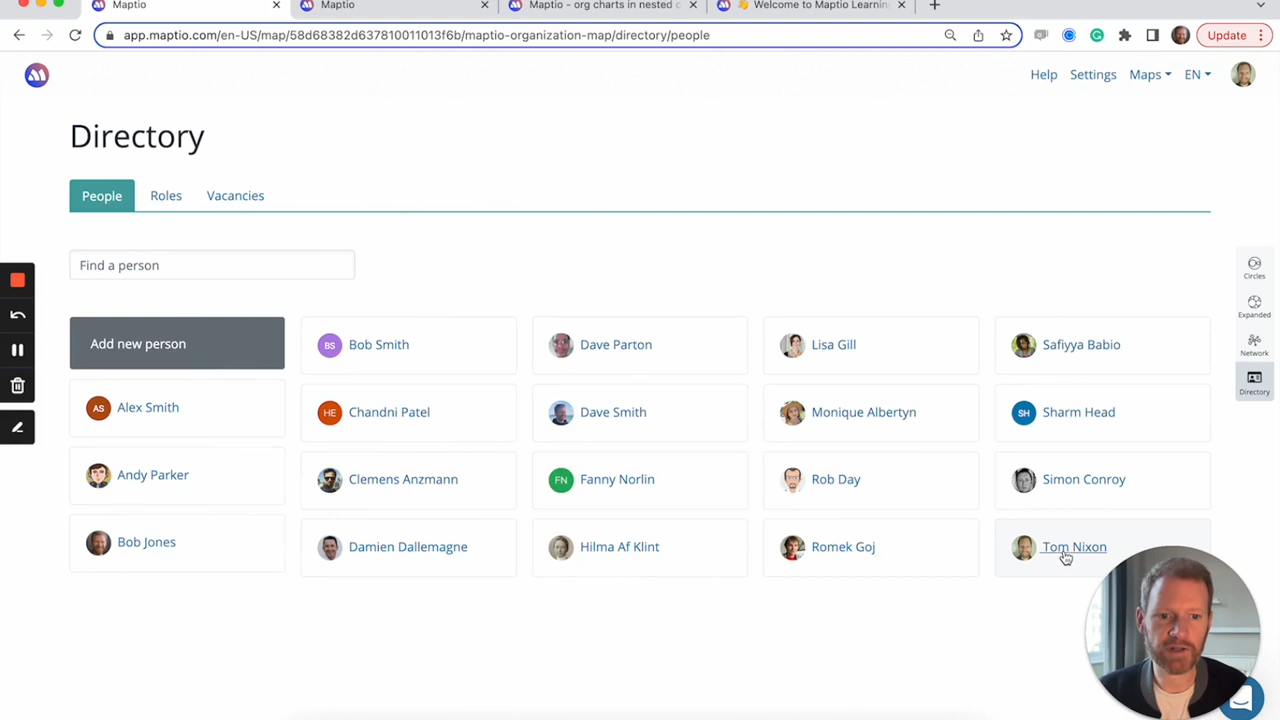 Maptio
Maptio
Maptio - org charts in nested c
Welcome to Maptio Learnin
app.maptio.com/en-US/map/58d68382d637810011013f6b/maptio-organization-map/directory/people
Update
Help
Settings
Maps
EN
Directory
People
Roles
Vacancies
Find a person
Circles
Expanded
Network
Directory
Add new person
BS Bob Smith
Dave Parton
Lisa Gill
Safiyya Babio
AS Alex Smith
HE Chandni Patel
Dave Smith
Monique Albertyn
SH Sharm Head
Andy Parker
Clemens Anzmann
FN Fanny Norlin
Rob Day
Simon Conroy
Bob Jones
Damien Dallemagne
Hilma Af Klint
Romek Goj
Tom Nixon